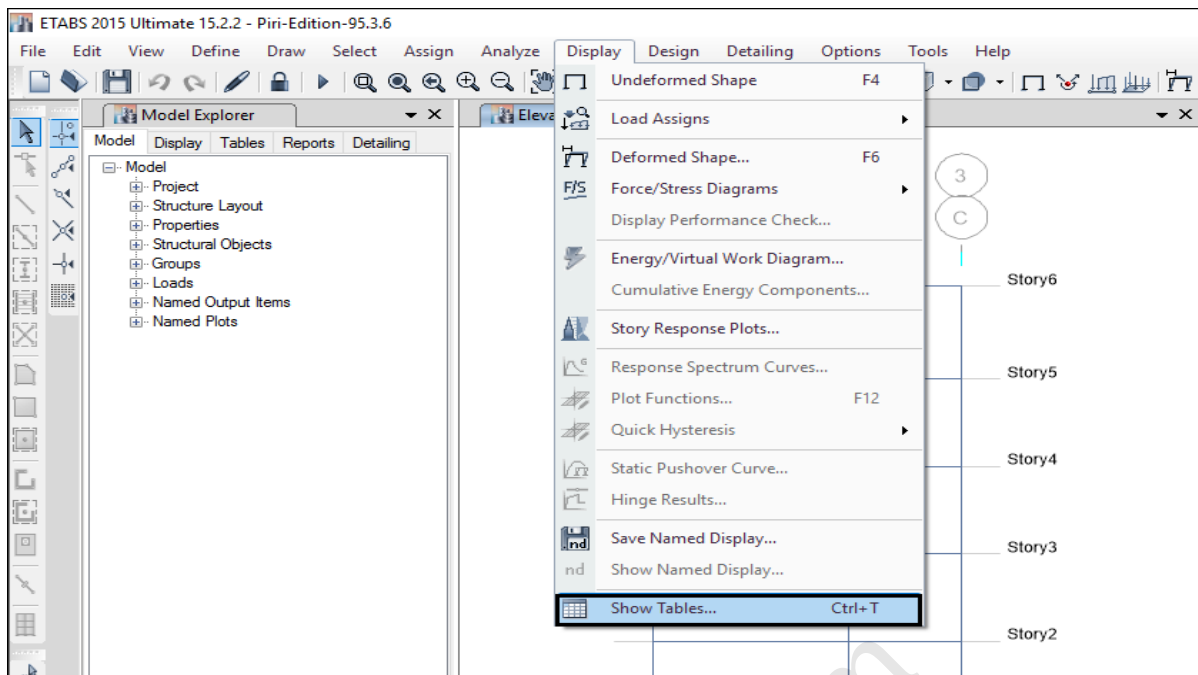 ETABS 2015 Ultimate 15.2.2 - Piri-Edition-95.3.6
File Edit View Define Draw Select Assign Analyze Display Design Detailing Options Tools Help
Model Explorer
Model Display Tables Reports Detailing
Model
Project
Structure Layout
Properties
Structural Objects
Groups
Loads
Named Output Items
Named Plots
Undeformed Shape F4
Load Assigns
Deformed Shape... F6
F/S Force/Stress Diagrams
Display Performance Check...
Energy/Virtual Work Diagram...
Cumulative Energy Components...
Story Response Plots...
Response Spectrum Curves...
Plot Functions... F12
Quick Hysteresis
Static Pushover Curve...
Hinge Results...
.nd Save Named Display...
nd Show Named Display...
Show Tables... Ctrl+T
3
C
Story6
Story5
Story4
Story3
Story2